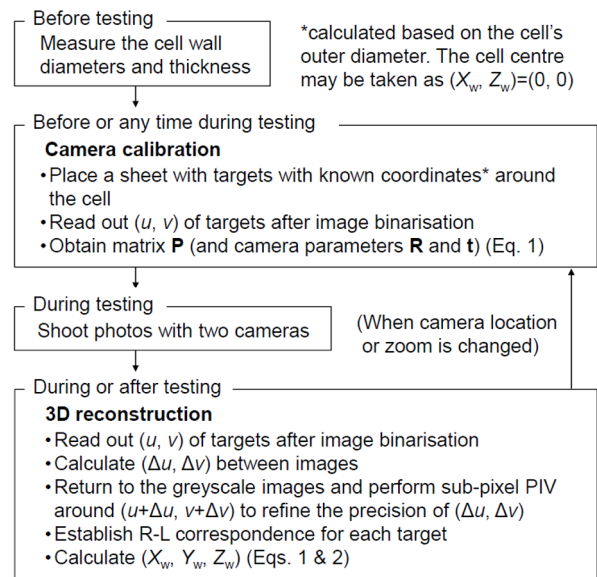 Before testing
Measure the cell wall
diameters and thickness
*calculated based on the cell's
outer diameter. The cell centre
may be taken as (Xw, Zw)=(0, 0)
Before or any time during testing
Camera calibration
•Place a sheet with targets with known coordinates* around
the cell
•Read out (u, v) of targets after image binarisation
•Obtain matrix P (and camera parameters R and t) (Eq. 1)
During testing
Shoot photos with two cameras
(When camera location
or zoom is changed)
During or after testing
3D reconstruction
•Read out (u, v) of targets after image binarisation
•Calculate (Δu, Δv) between images
•Return to the greyscale images and perform sub-pixel PIV
around (u+Δu, v+Δv) to refine the precision of (Δu, Δv)
•Establish R-L correspondence for each target
•Calculate (Xw, Yw, Zw) (Eqs. 1 & 2)